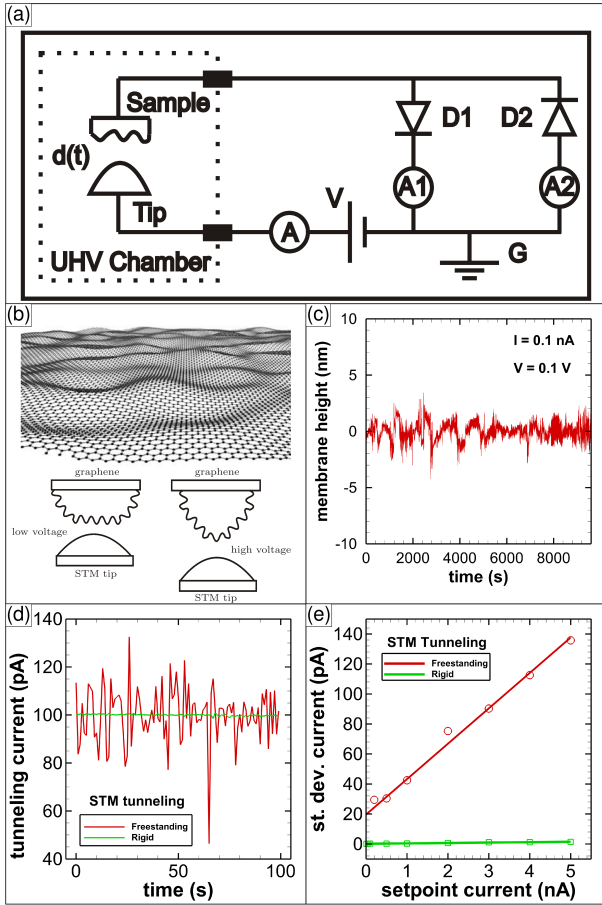 (a)
Sample
D1
D2
d(t)
A1
A2
Tip
V
A
UHV Chamber
G
(b)
graphene
graphene
low voltage
high voltage
STM tip
STM tip
(c)
10
5
0
-5
-10
membrane height (nm)
I = 0.1 nA
V = 0.1 V
0 2000 4000 6000 8000
time (s)
(d)
140
120
100
80
60
40
tunneling current (pA)
STM tunneling
Freestanding
Rigid
0 50 100
time (s)
(e)
140
120
100
80
60
40
20
0
st. dev. current (pA)
STM Tunneling
Freestanding
Rigid
0 1 2 3 4 5
setpoint current (nA)